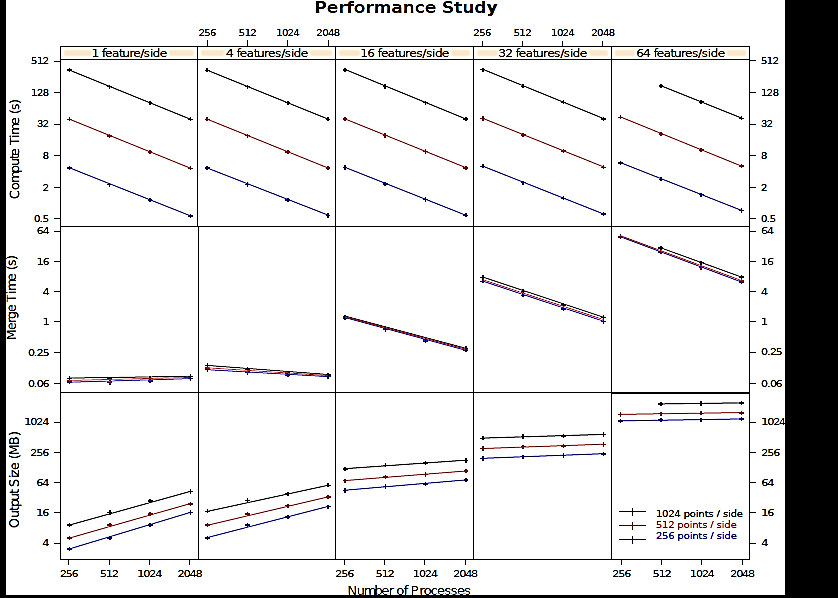 Performance Study
256 512 1024 2048 256 512 1024 2048
1 feature/side 4 features/side 16 features/side 32 features/side 64 features/side
Compute Time (s)
512 512
128 128
32 32
8 8
2 2
0.5 0.5
Merge Time (s)
64 64
16 16
4 4
1 1
0.25 0.25
0.06 0.06
Output Size (MB)
1024 1024
256 256
64 64
16 16
4 4
1024 points / side
512 points / side
256 points / side
256 512 1024 2048 256 512 1024 2048 256 512 1024 2048
Number of Processes